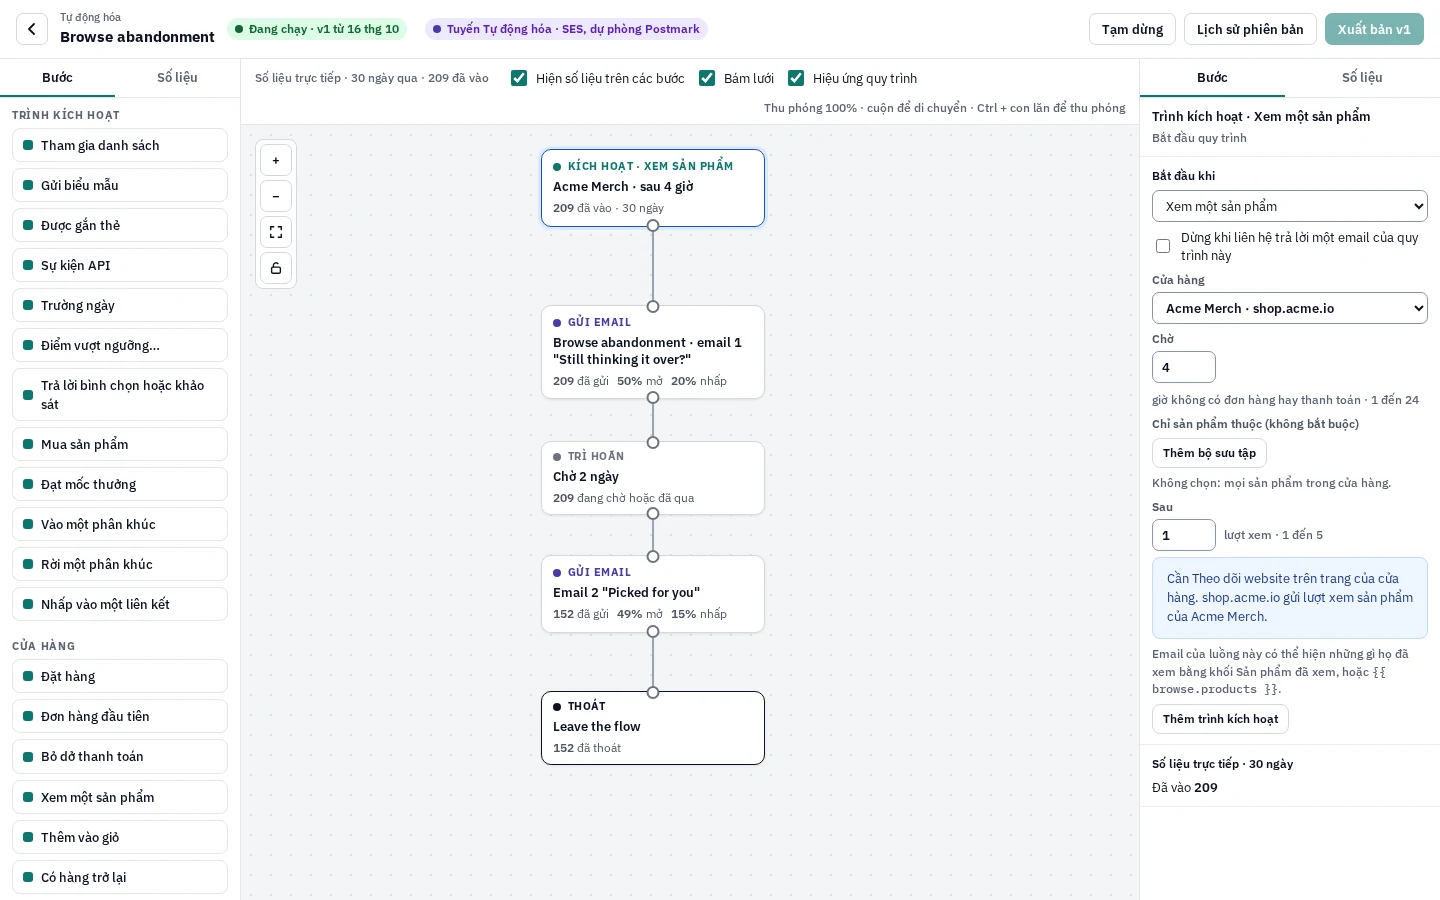 Tự động hóa
Browse abandonment
Đang chạy · v1 từ 16 thg 10
Tuyến Tự động hóa · SES, dự phòng Postmark
Tạm dừng
Lịch sử phiên bản
Xuất bản v1
Bước
Số liệu
TRÌNH KÍCH HOẠT
Tham gia danh sách
Gửi biểu mẫu
Được gắn thẻ
Sự kiện API
Trường ngày
Điểm vượt ngưỡng...
Trả lời bình chọn hoặc khảo
sát
Mua sản phẩm
Đạt mốc thưởng
Vào một phân khúc
Rời một phân khúc
Nhấp vào một liên kết
CỬA HÀNG
Đặt hàng
Đơn hàng đầu tiên
Bỏ dở thanh toán
Xem một sản phẩm
Thêm vào giỏ
Có hàng trở lại
Số liệu trực tiếp · 30 ngày qua · 209 đã vào
Hiện số liệu trên các bước
Bám lưới
Hiệu ứng quy trình
Thu phóng 100% · cuộn để di chuyển · Ctrl + con lăn để thu phóng
+
−
KÍCH HOẠT · XEM SẢN PHẨM
Acme Merch · sau 4 giờ
209 đã vào · 30 ngày
GỬI EMAIL
Browse abandonment · email 1
"Still thinking it over?"
209 đã gửi 50% mở 20% nhấp
TRÌ HOÃN
Chờ 2 ngày
209 đang chờ hoặc đã qua
GỬI EMAIL
Email 2 "Picked for you"
152 đã gửi 49% mở 15% nhấp
THOÁT
Leave the flow
152 đã thoát
Bước
Số liệu
Trình kích hoạt · Xem một sản phẩm
Bắt đầu quy trình
Bắt đầu khi
Xem một sản phẩm
Dừng khi liên hệ trả lời một email của quy
trình này
Cửa hàng
Acme Merch · shop.acme.io
Chờ
4
giờ không có đơn hàng hay thanh toán · 1 đến 24
Chỉ sản phẩm thuộc (không bắt buộc)
Thêm bộ sưu tập
Không chọn: mọi sản phẩm trong cửa hàng.
Sau
1
lượt xem · 1 đến 5
Cần Theo dõi website trên trang của cửa
hàng. shop.acme.io gửi lượt xem sản phẩm
của Acme Merch.
Email của luồng này có thể hiện những gì họ đã
xem bằng khối Sản phẩm đã xem, hoặc {{
browse.products }}.
Thêm trình kích hoạt
Số liệu trực tiếp · 30 ngày
Đã vào 209